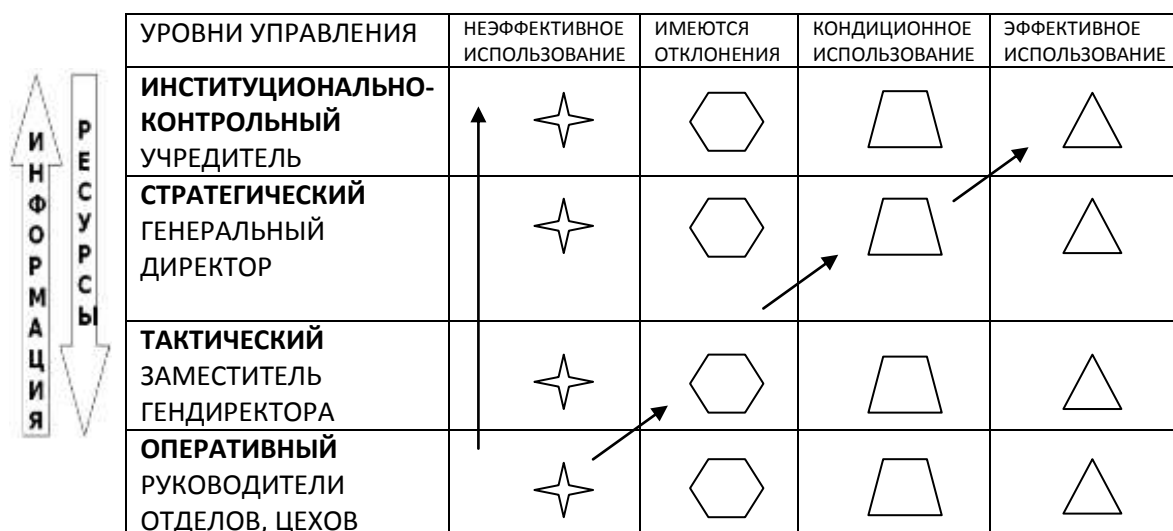 УРОВНИ УПРАВЛЕНИЯ
НЕЭФФЕКТИВНОЕ
ИСПОЛЬЗОВАНИЕ
ИМЕЮТСЯ
ОТКЛОНЕНИЯ
КОНДИЦИОННОЕ
ИСПОЛЬЗОВАНИЕ
ЭФФЕКТИВНОЕ
ИСПОЛЬЗОВАНИЕ
ИНФОРМАЦИЯ
РЕСУРСЫ
ИНСТИТУЦИОНАЛЬНО-
КОНТРОЛЬНЫЙ
УЧРЕДИТЕЛЬ
СТРАТЕГИЧЕСКИЙ
ГЕНЕРАЛЬНЫЙ
ДИРЕКТОР
ТАКТИЧЕСКИЙ
ЗАМЕСТИТЕЛЬ
ГЕНДИРЕКТОРА
ОПЕРАТИВНЫЙ
РУКОВОДИТЕЛИ
ОТДЕЛОВ, ЦЕХОВ